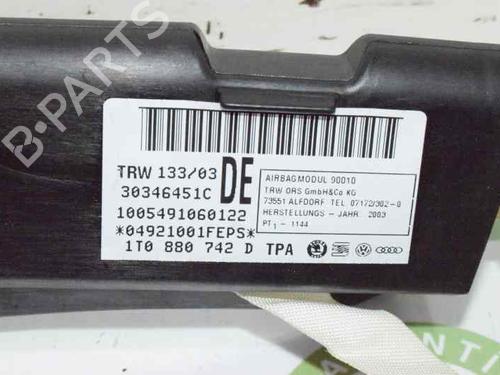 B-PARTS
TRW 133/03 DE
30346451C
1005491060122
*04921001FEPS*
1T0 880 742 D TPA
AIRBAGMODUL 90010
TRW ORS GmbH&Co KG
73551 ALFDORF TEL. 07172/302-0
HERSTELLUNGS - JAHR. 2003
PT1 - 1144